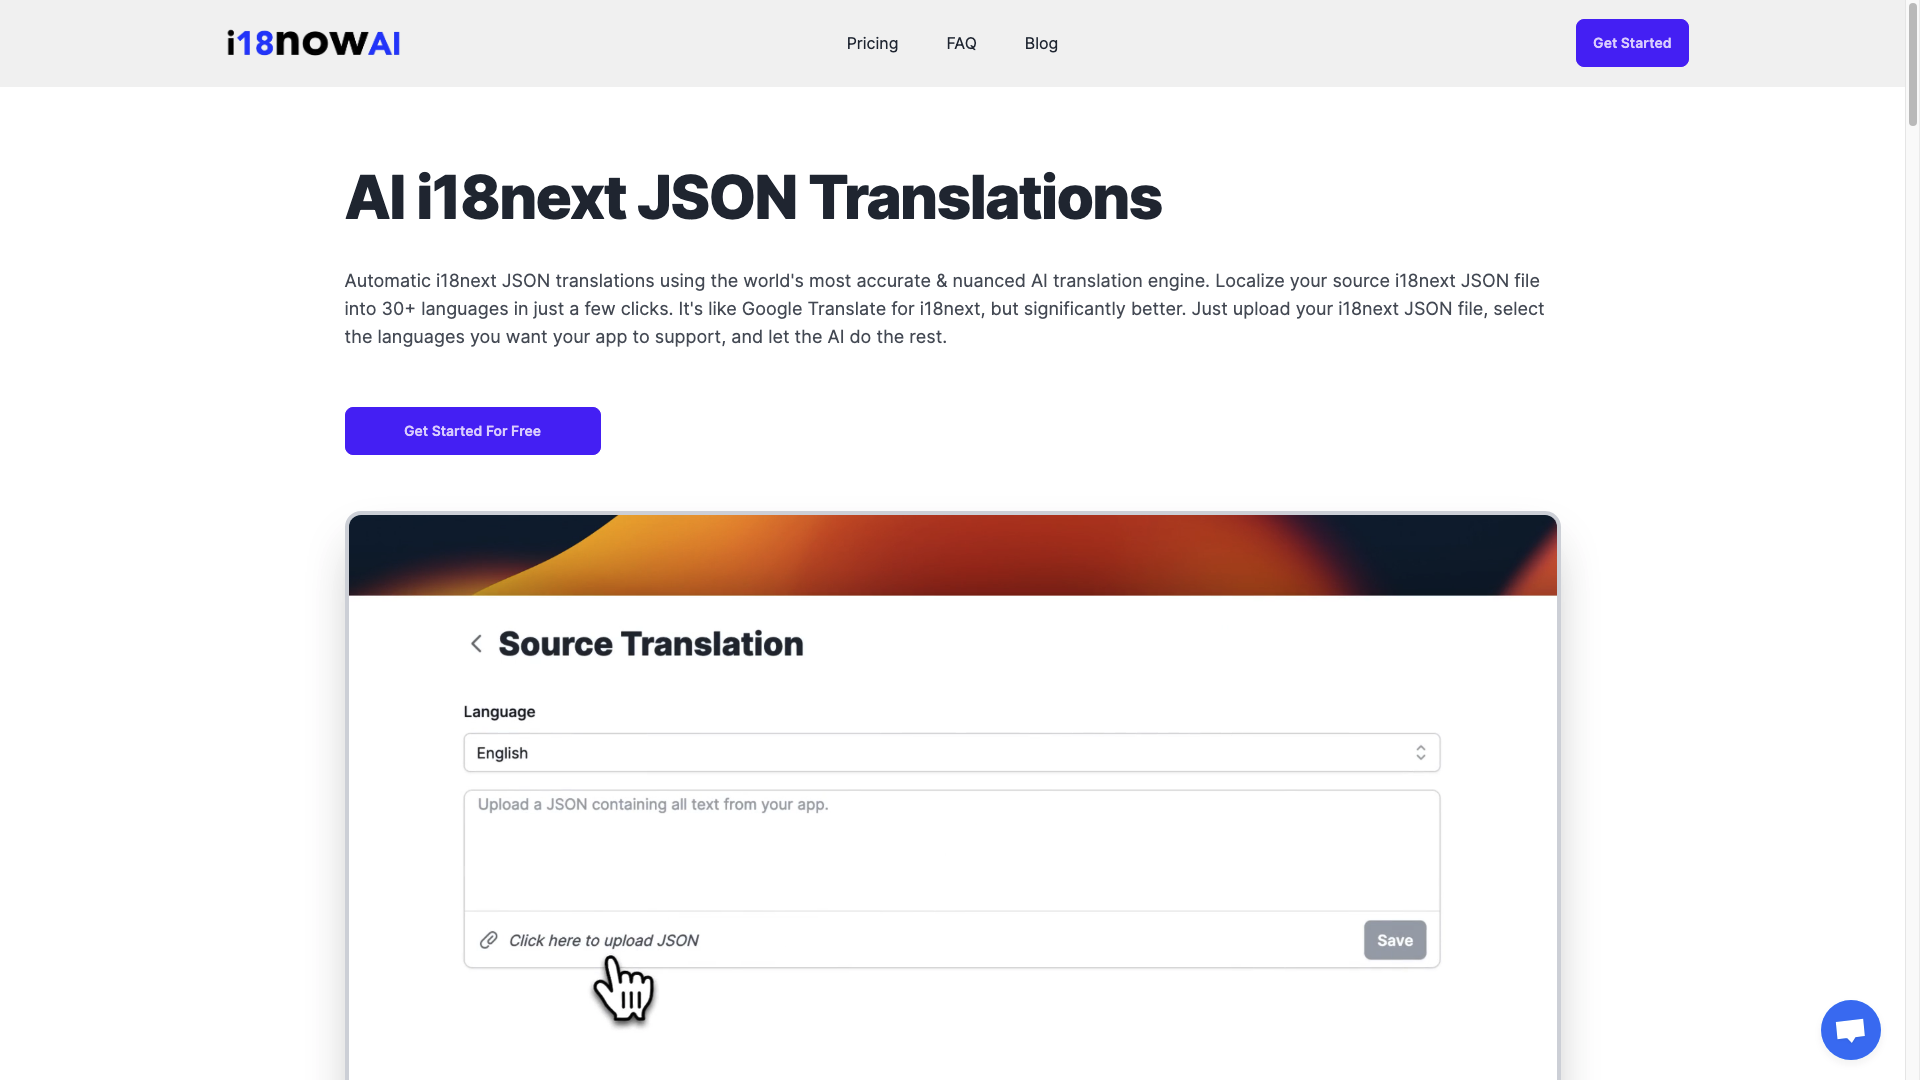 i18nowAI
Pricing
FAQ
Blog
Get Started
AI i18next JSON Translations
Automatic i18next JSON translations using the world's most accurate & nuanced AI translation engine. Localize your source i18next JSON file
into 30+ languages in just a few clicks. It's like Google Translate for i18next, but significantly better. Just upload your i18next JSON file, select
the languages you want your app to support, and let the AI do the rest.
Get Started For Free
Source Translation
Language
English
Upload a JSON containing all text from your app.
Click here to upload JSON
Save